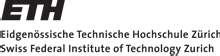 ETH
Eidgenössische Technische Hochschule Zürich
Swiss Federal Institute of Technology Zurich